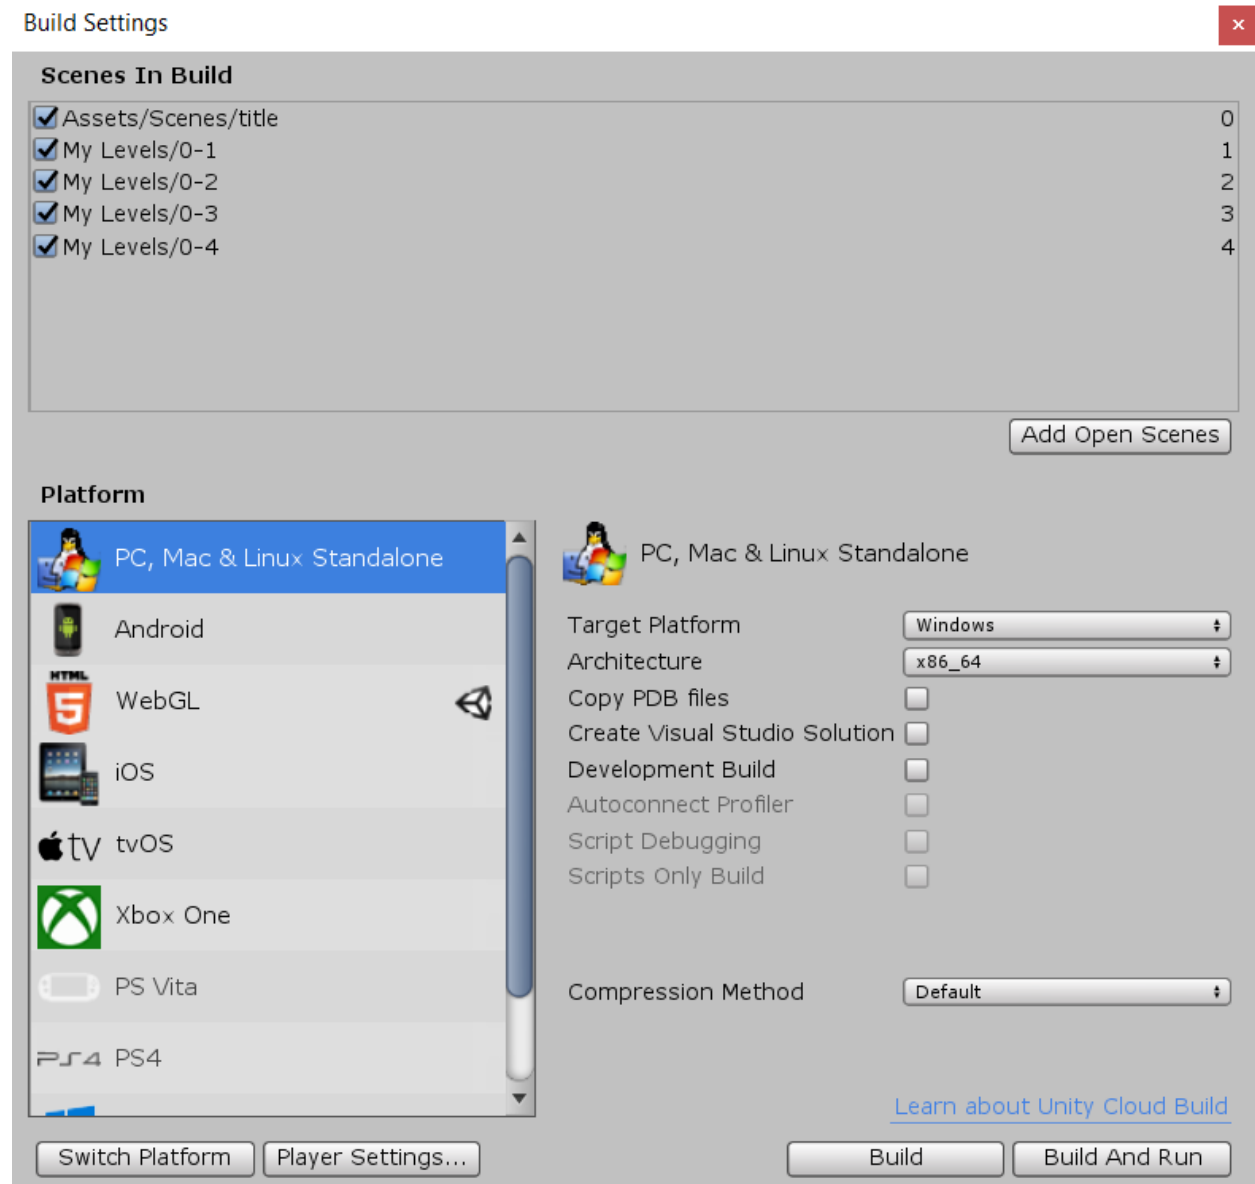 Build Settings
×
Scenes In Build
Assets/Scenes/title 0
My Levels/0-1 1
My Levels/0-2 2
My Levels/0-3 3
My Levels/0-4 4
Add Open Scenes
Platform
PC, Mac & Linux Standalone
Android
HTML
5
WebGL
iOS
tv tvOS
Xbox One
PS Vita
PS4 PS4
PC, Mac & Linux Standalone
Target Platform Windows
Architecture x86_64
Copy PDB files
Create Visual Studio Solution
Development Build
Autoconnect Profiler
Script Debugging
Scripts Only Build
Compression Method Default
Learn about Unity Cloud Build
Switch Platform Player Settings... Build Build And Run